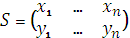 S = (x₁ ... xₙ
y₁ ... yₙ)